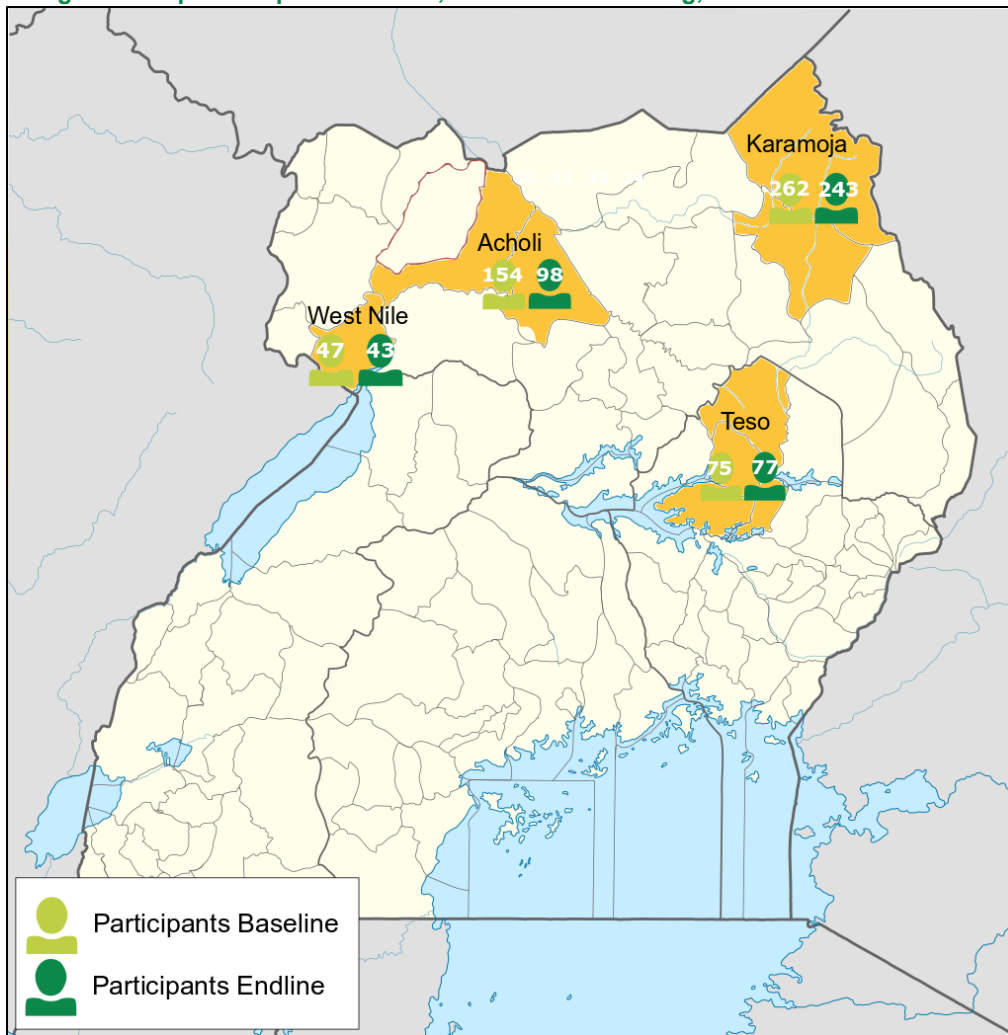 Karamoja
262 243
Acholi
154 98
West Nile
47 43
Teso
75 77
Participants Baseline
Participants Endline